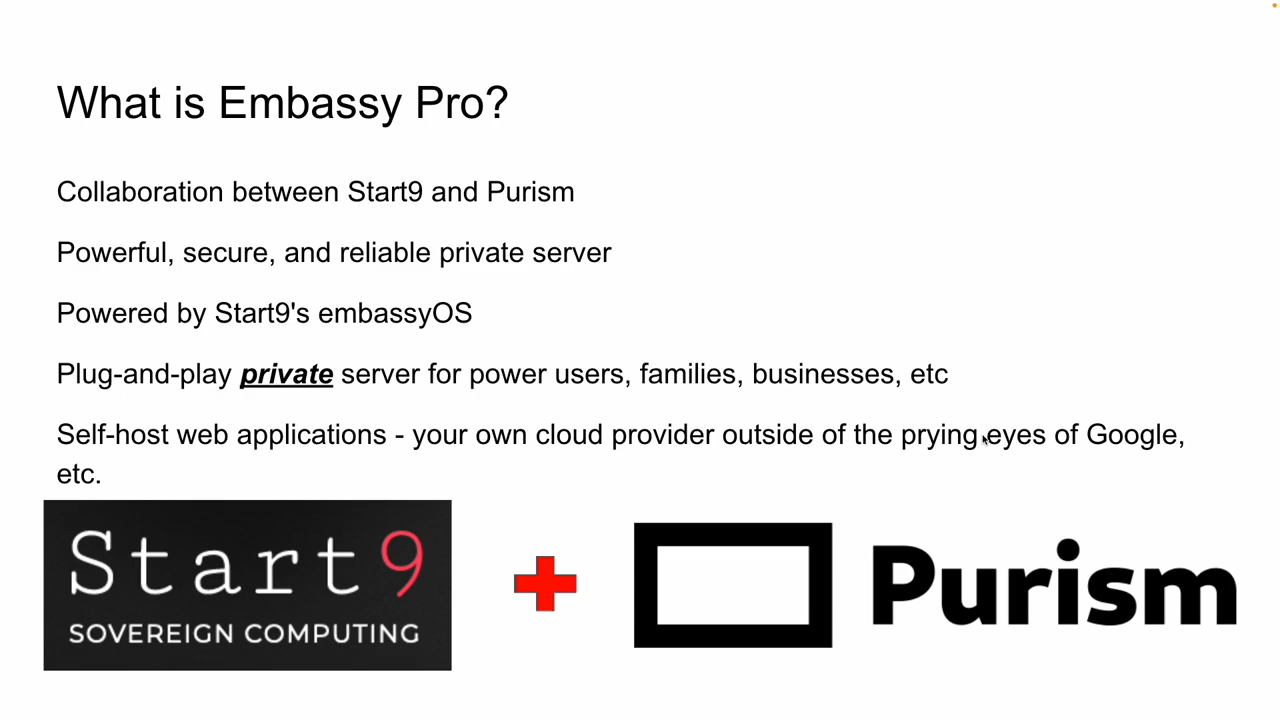 What is Embassy Pro?
Collaboration between Start9 and Purism
Powerful, secure, and reliable private server
Powered by Start9's embassyOS
Plug-and-play private server for power users, families, businesses, etc
Self-host web applications - your own cloud provider outside of the prying eyes of Google,
etc.
Start9
SOVEREIGN COMPUTING
Purism